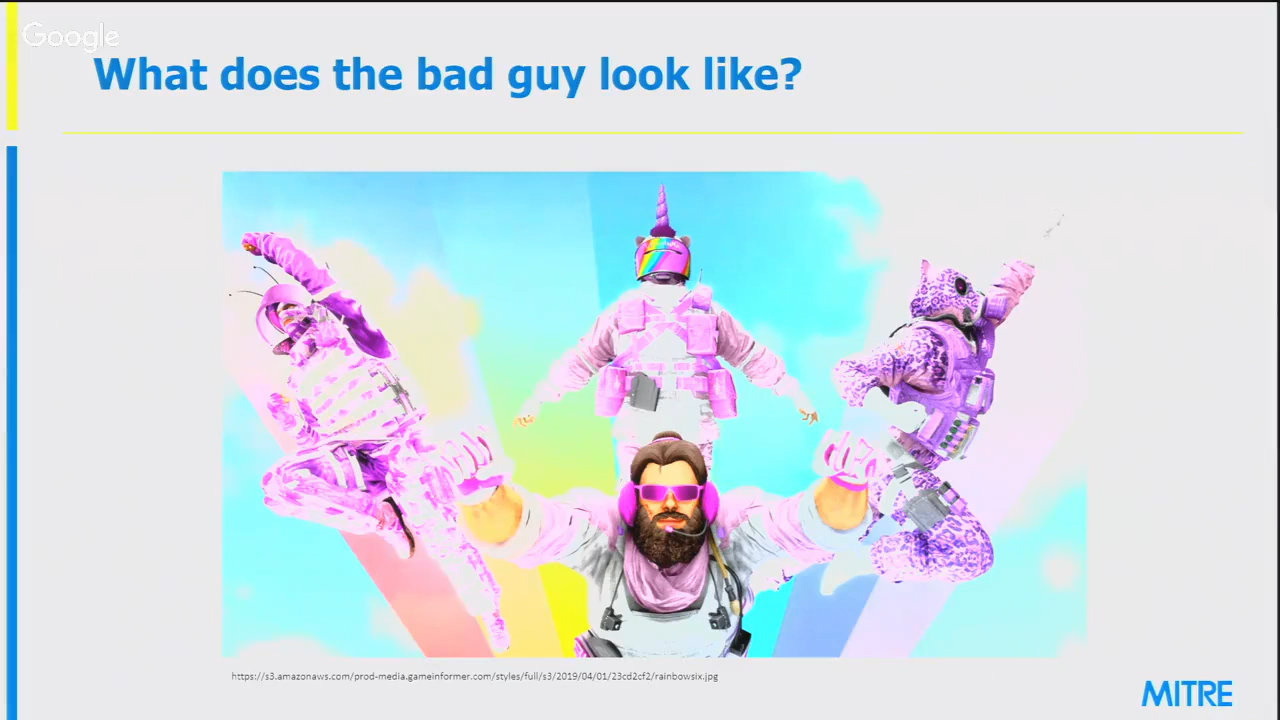 Google
What does the bad guy look like?
https://s3.amazonaws.com/prod-media.gameinformer.com/styles/full/s3/2019/04/01/23cd2cf2/rainbowsix.jpg
MITRE